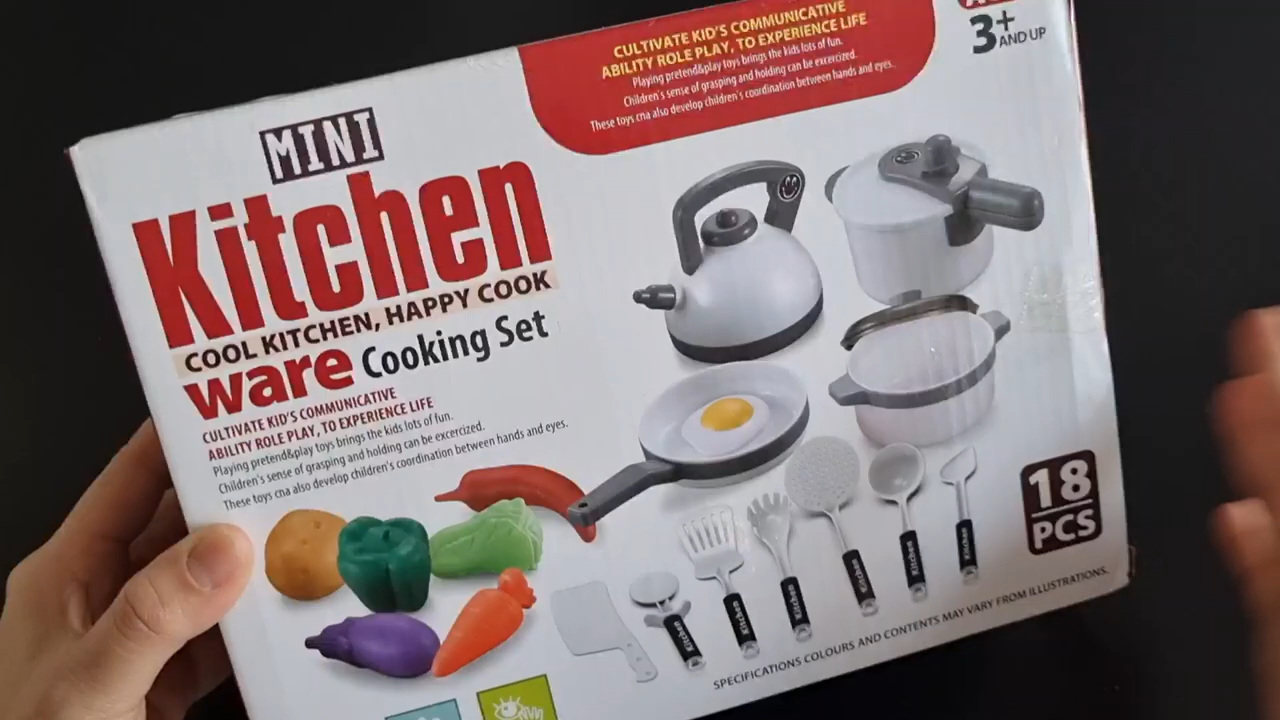 CULTIVATE KID'S COMMUNICATIVE
ABILITY ROLE PLAY, TO EXPERIENCE LIFE
Playing pretend&play toys brings the kids lots of fun.
Children's sense of grasping and holding can be excercized.
These toys cna also develop children's coordination between hands and eyes.
3+
AND UP
MINI
Kitchen
COOL KITCHEN, HAPPY COOK
ware Cooking Set
CULTIVATE KID'S COMMUNICATIVE
ABILITY ROLE PLAY, TO EXPERIENCE LIFE
Playing pretend&play toys brings the kids lots of fun.
Children's sense of grasping and holding can be excercized.
These toys cna also develop children's coordination between hands and eyes.
18
PCS
Kitchen
Kitchen
Kitchen
Kitchen
Kitchen
Kitchen
SPECIFICATIONS COLOURS AND CONTENTS MAY VARY FROM ILLUSTRATIONS.